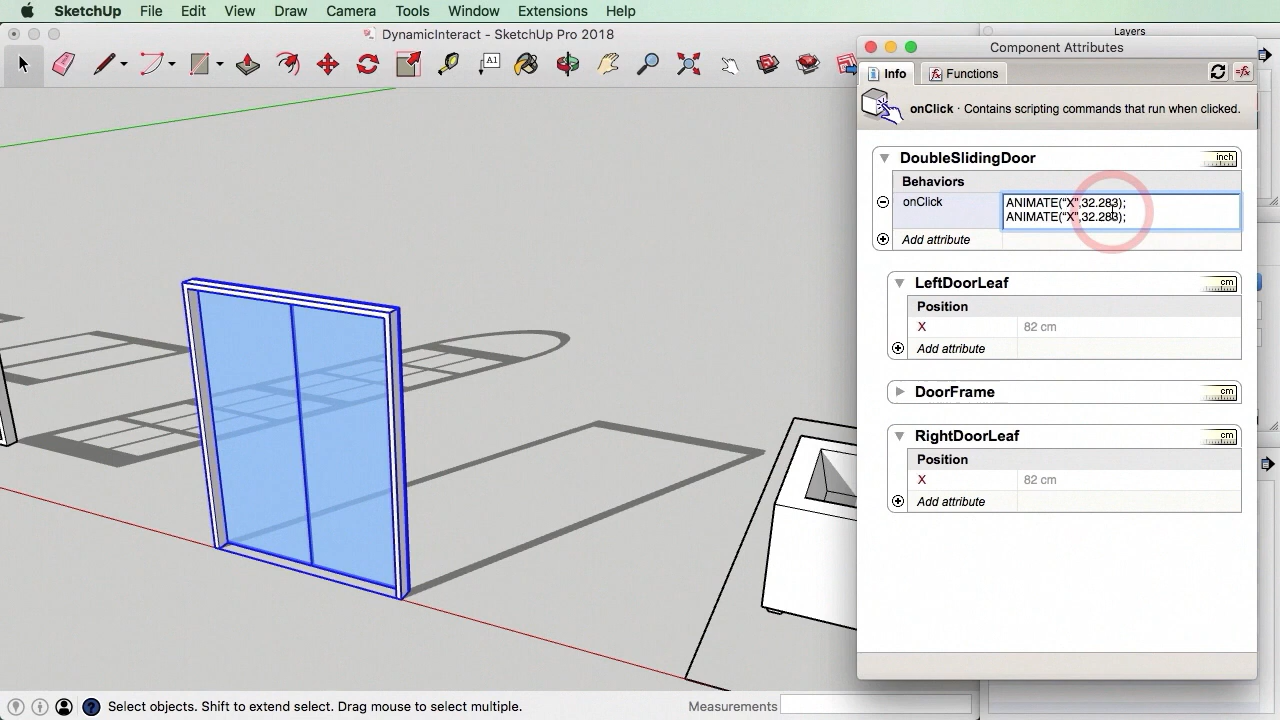 SketchUp File Edit View Draw Camera Tools Window Extensions Help
DynamicInteract - SketchUp Pro 2018
Layers
A1
Component Attributes
Info Functions
onClick · Contains scripting commands that run when clicked.
DoubleSlidingDoor inch
Behaviors
onClick ANIMATE("X",32.283);
ANIMATE("X",32.283);
Add attribute
LeftDoorLeaf cm
Position
X 82 cm
Add attribute
DoorFrame cm
RightDoorLeaf cm
Position
X 82 cm
Add attribute
Select objects. Shift to extend select. Drag mouse to select multiple. Measurements